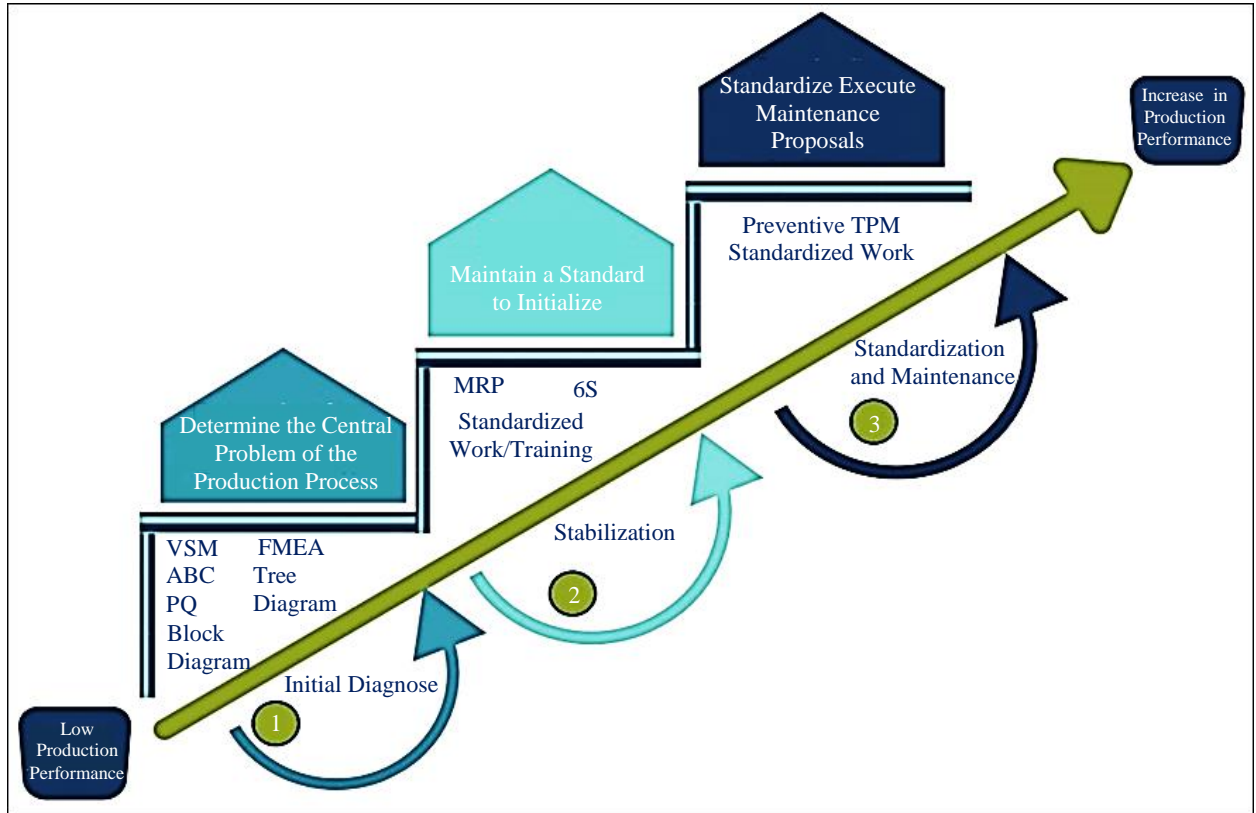 Standardize Execute
Maintenance
Proposals
Increase in
Production
Performance
Preventive TPM
Standardized Work
Maintain a Standard
to Initialize
Standardization
and Maintenance
3
MRP 6S
Standardized
Work/Training
Determine the Central
Problem of the
Production Process
Stabilization
2
VSM FMEA
ABC Tree
PQ Diagram
Block
Diagram
Initial Diagnose
1
Low
Production
Performance